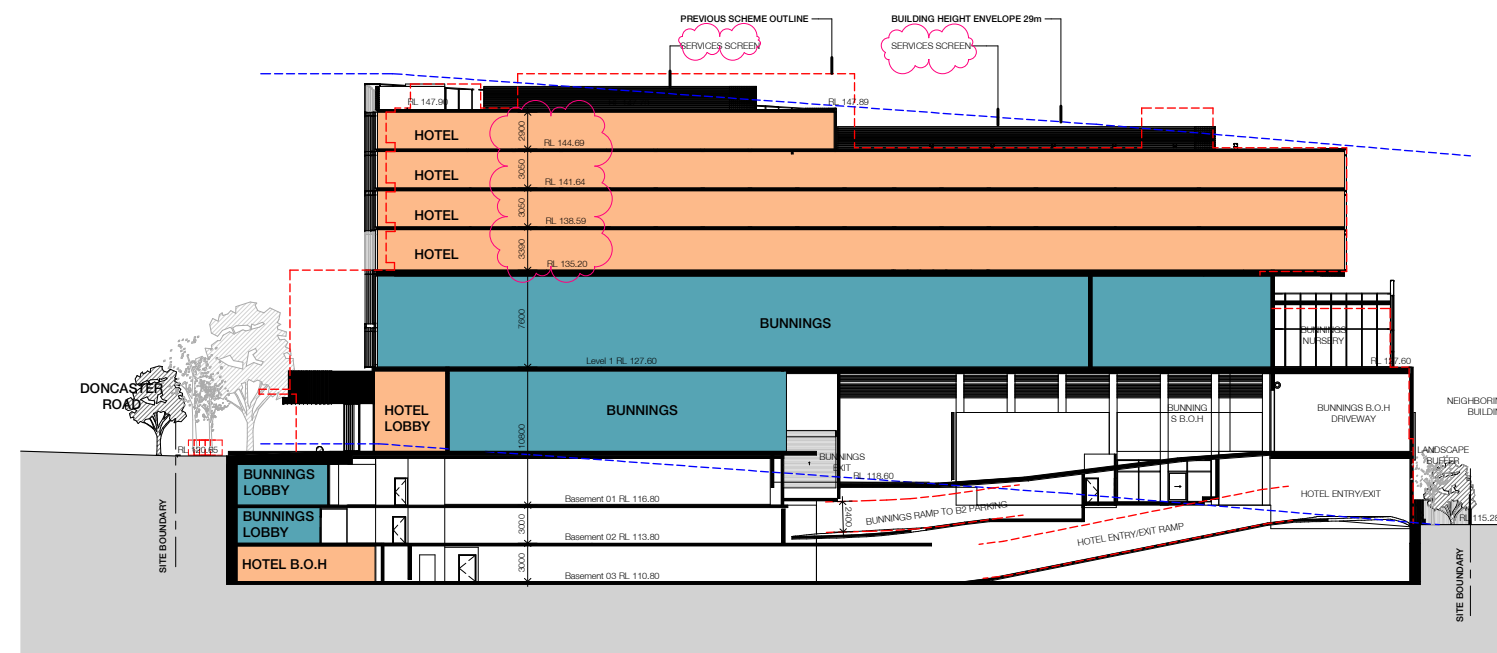 PREVIOUS SCHEME OUTLINE
BUILDING HEIGHT ENVELOPE 29m
SERVICES SCREEN
SERVICES SCREEN
RL 147.90
RL 147.89
HOTEL
2900
RL 144.69
HOTEL
3050
RL 141.64
HOTEL
3050
RL 138.59
HOTEL
3390
RL 135.20
BUNNINGS
7600
BUNNINGS
NURSERY
Level 1 RL 127.60
RL 127.60
DONCASTER
ROAD
HOTEL
LOBBY
BUNNINGS
10800
BUNNING
S B.O.H
BUNNINGS B.O.H
DRIVEWAY
NEIGHBORIN
BUILDIN
RL 120.65
BUNNINGS
EXIT
RL 118.60
LANDSCAPE
BUFFER
BUNNINGS
LOBBY
Basement 01 RL 116.80
HOTEL ENTRY/EXIT
RL 115.28
BUNNINGS
LOBBY
3000
Basement 02 RL 113.80
2400
BUNNINGS RAMP TO B2 PARKING
HOTEL ENTRY/EXIT RAMP
HOTEL B.O.H
3000
Basement 03 RL 110.80
SITE BOUNDARY
SITE BOUNDARY